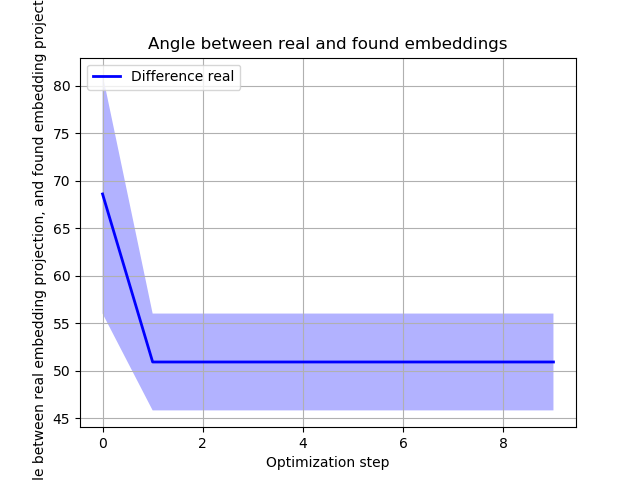 Angle between real and found embeddings
Difference real
le between real embedding projection, and found embedding project
80
75
70
65
60
55
50
45
0 2 4 6 8
Optimization step